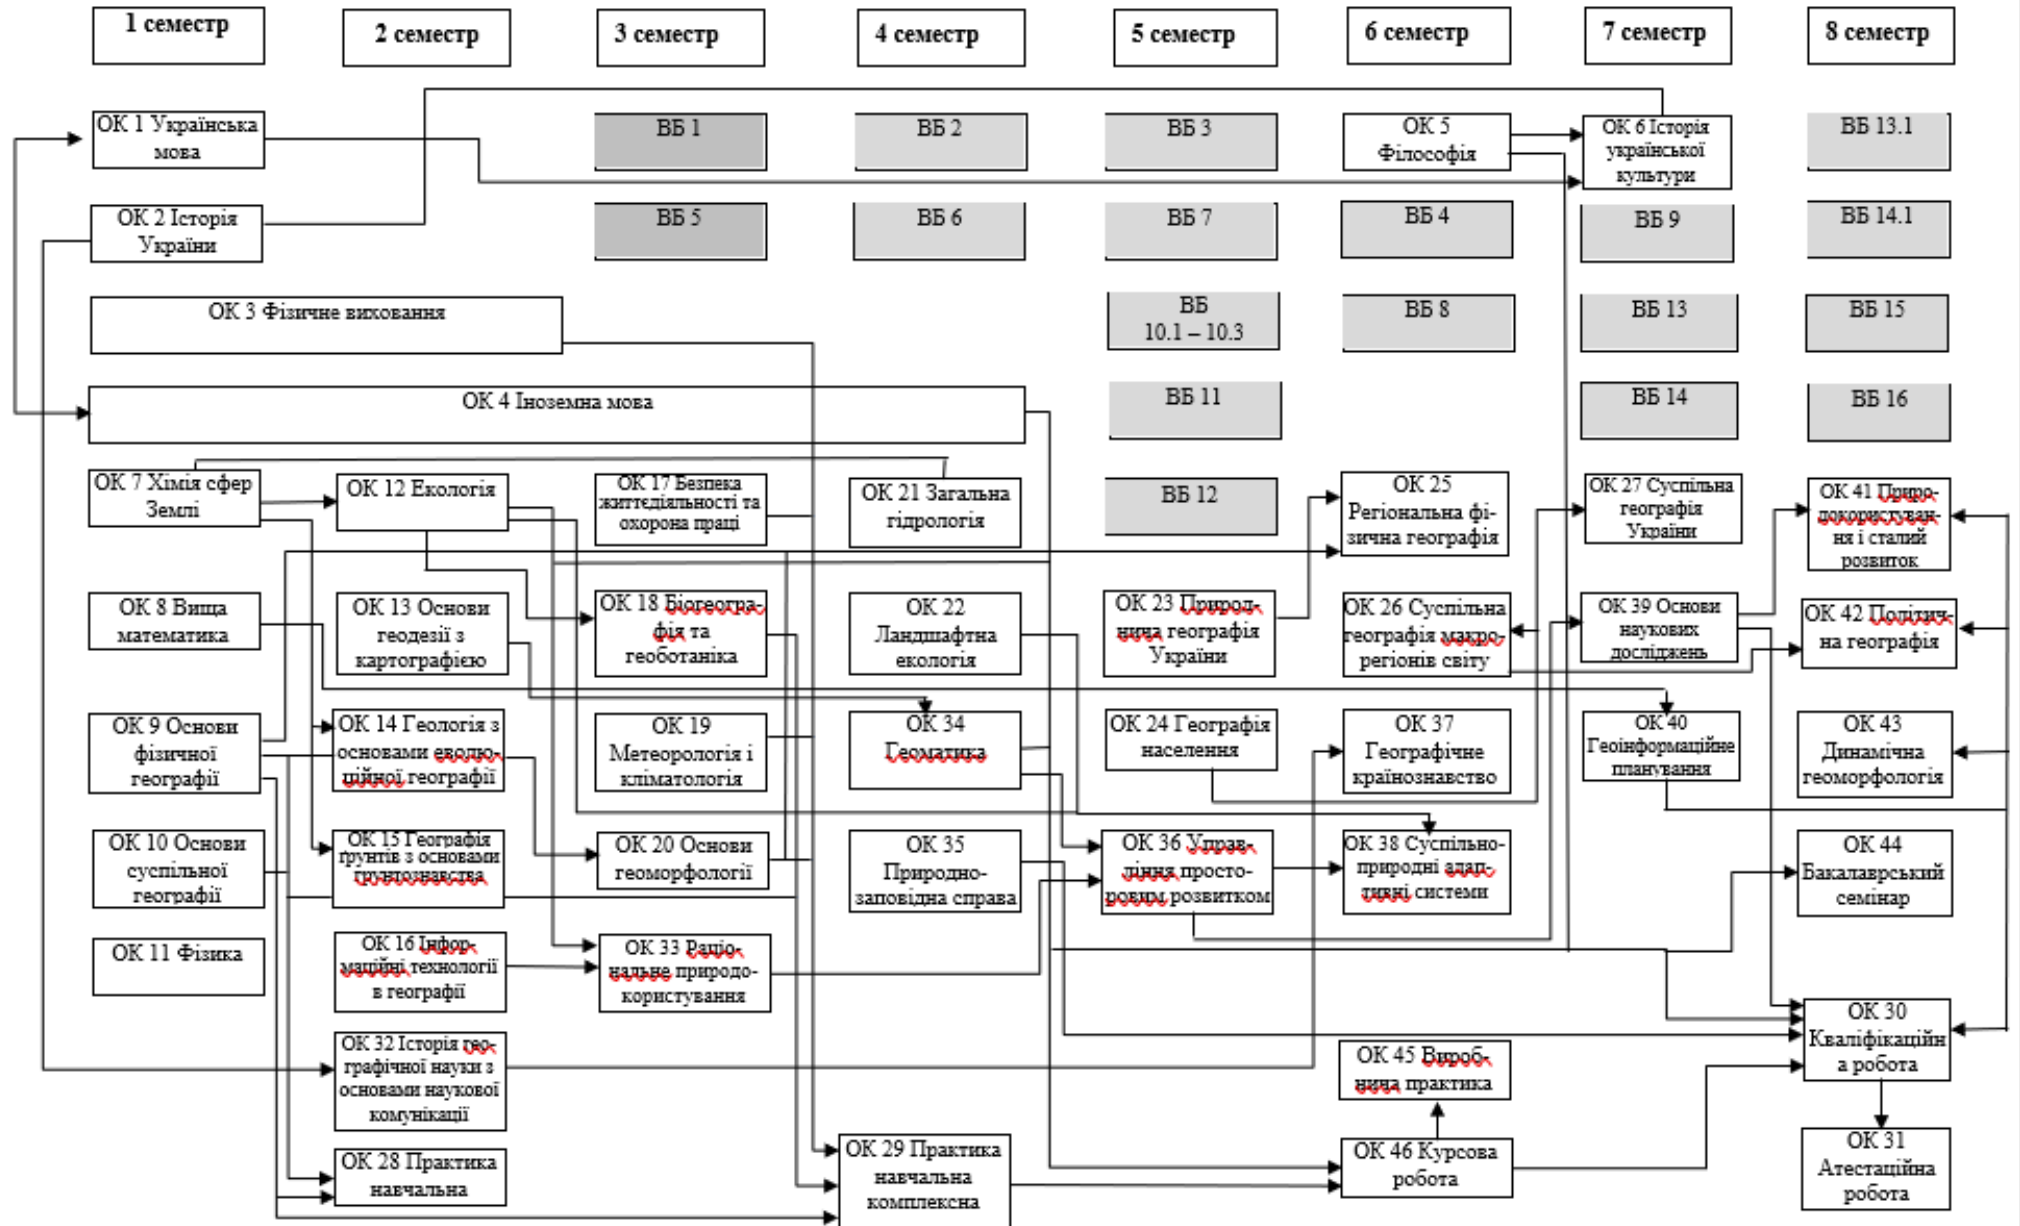 1 семестр
2 семестр
3 семестр
4 семестр
5 семестр
6 семестр
7 семестр
8 семестр
ОК 1 Українська
мова
ВБ 1
ВБ 2
ВБ 3
ОК 5
Філософія
ОК 6 Історія
української
культури
ВБ 13.1
ОК 2 Історія
України
ВБ 5
ВБ 6
ВБ 7
ВБ 4
ВБ 9
ВБ 14.1
ОК 3 Фізичне виховання
ВБ
10.1 – 10.3
ВБ 8
ВБ 13
ВБ 15
ОК 4 Іноземна мова
ВБ 11
ВБ 14
ВБ 16
ОК 7 Хімія сфер
Землі
ОК 12 Екологія
ОК 17 Безпека
життєдіяльності та
охорона праці
ОК 21 Загальна
гідрологія
ВБ 12
ОК 25
Регіональна фі-
зична географія
ОК 27 Суспільна
географія
України
ОК 41 Приро-
докористуван-
ня і сталий
розвиток
ОК 8 Вища
математика
ОК 13 Основи
геодезії з
картографією
ОК 18 Біогеогра-
фія та
геоботаніка
ОК 22
Ландшафтна
екологія
ОК 23 Природ-
нича географія
України
ОК 26 Суспільна
географія макро-
регіонів світу
ОК 39 Основи
наукових
досліджень
ОК 42 Політич-
на географія
ОК 9 Основи
фізичної
географії
ОК 14 Геологія з
основами еволю-
ційної географії
ОК 19
Метеорологія і
кліматологія
ОК 34
Геоматика
ОК 24 Географія
населення
ОК 37
Географічне
країнознавство
ОК 40
Геоінформаційне
планування
ОК 43
Динамічна
геоморфологія
ОК 10 Основи
суспільної
географії
ОК 15 Географія
ґрунтів з основами
ґрунтознавства
ОК 20 Основи
геоморфології
ОК 35
Природно-
заповідна справа
ОК 36 Управ-
ління просто-
ровим розвитком
ОК 38 Суспільно-
природні адап-
тивні системи
ОК 44
Бакалаврський
семінар
ОК 11 Фізика
ОК 16 Інфор-
маційні технології
в географії
ОК 33 Раціо-
нальне природо-
користування
ОК 30
Кваліфікаційн
а робота
ОК 32 Історія гео-
графічної науки з
основами наукової
комунікації
ОК 45 Вироб-
нича практика
ОК 28 Практика
навчальна
ОК 29 Практика
навчальна
комплексна
ОК 46 Курсова
робота
ОК 31
Атестаційна
робота